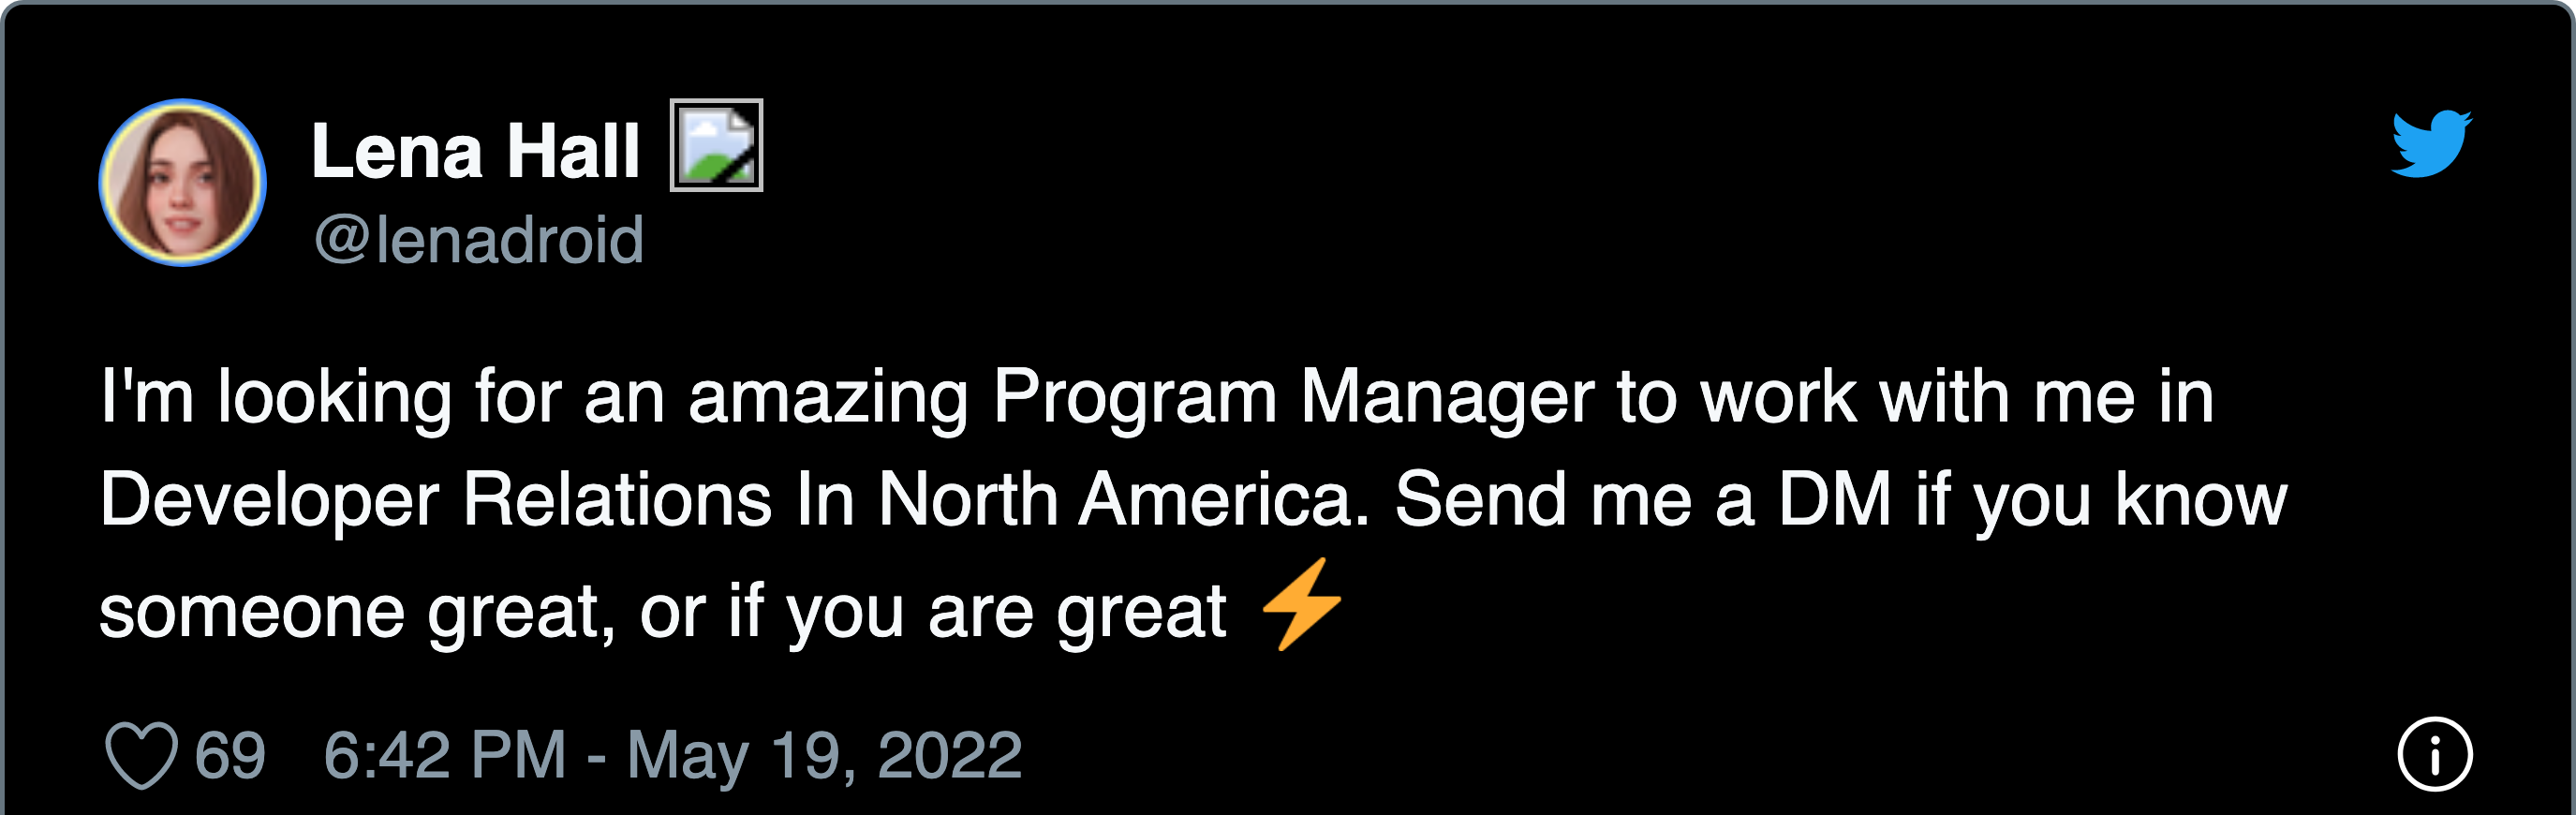 Lena Hall
@lenadroid
I'm looking for an amazing Program Manager to work with me in
Developer Relations In North America. Send me a DM if you know
someone great, or if you are great ⚡
69 6:42 PM - May 19, 2022